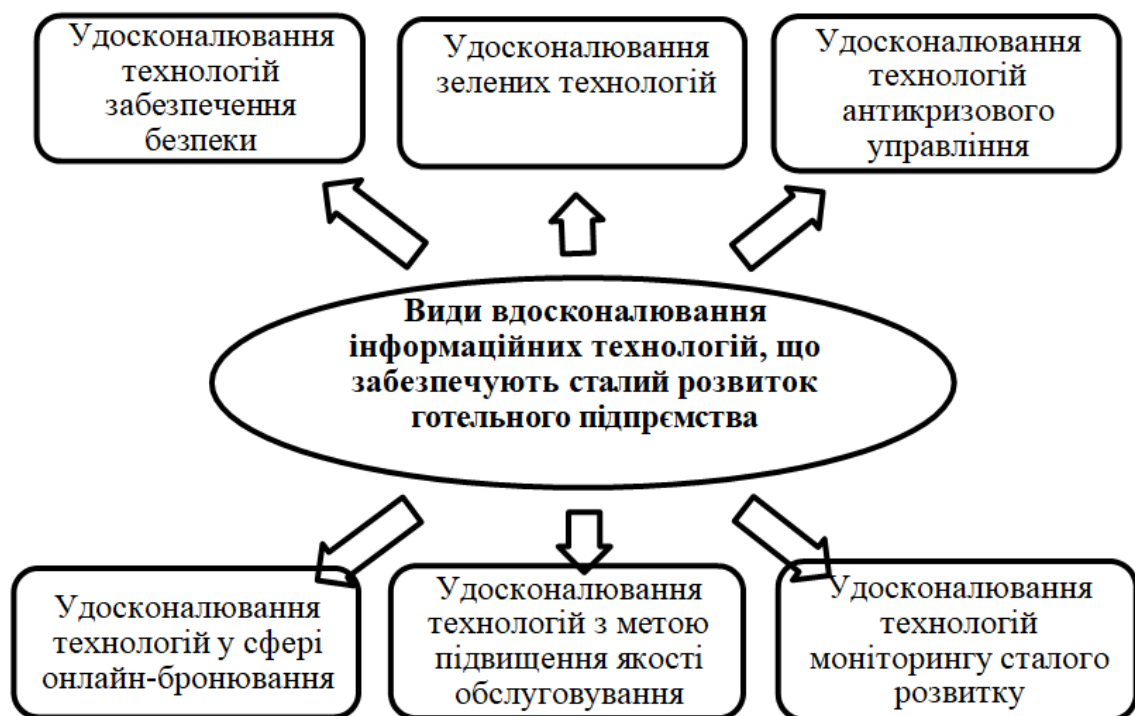 Удосконалювання
технологій
забезпечення
безпеки
Удосконалювання
зелених технологій
Удосконалювання
технологій
антикризового
управління
Види вдосконалювання
інформаційних технологій, що
забезпечують сталий розвиток
готельного підпрємства
Удосконалювання
технологій у сфері
онлайн-бронювання
Удосконалювання
технологій з метою
підвищення якості
обслуговування
Удосконалювання
технологій
моніторингу сталого
розвитку